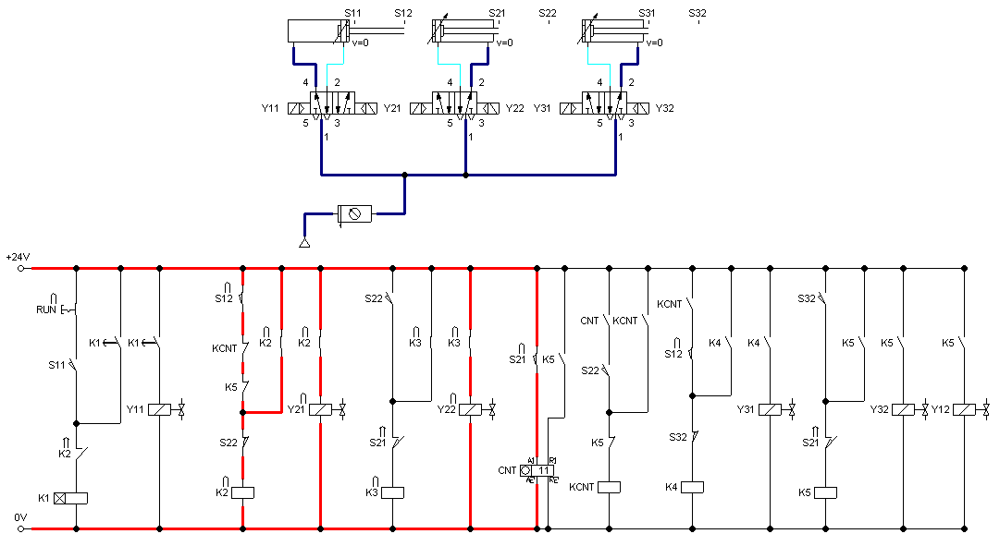 S11 S12 S21 S22 S31 S32
v=0 v=0 v=0
4 2 4 2 4 2
Y11 Y21 Y22 Y31 Y32
5 3 5 3 5 3
1 1 1
+24V
RUN S12 S22 CNT KCNT KCNT S32
K1 K1 KCNT K2 K2 K3 K3 S21 K5 S12 K4 K4 K5 K5 K5
S11 K5 S22
Y11 Y21 Y22 Y31 Y32 Y12
K2 S22 S21 K5 S32 S21
A1 R1
CNT 11
A2 R2
K1 K2 K3 KCNT K4 K5
0V